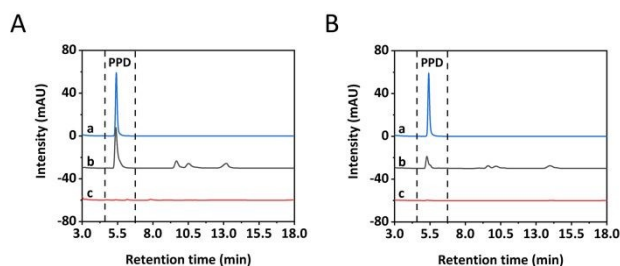 A
B
Intensity (mAU)
80
40
0
-40
-80
PPD
a
b
c
3.0 5.5 8.0 10.5 13.0 15.5 18.0
Retention time (min)
Intensity (mAU)
80
40
0
-40
-80
PPD
a
b
c
3.0 5.5 8.0 10.5 13.0 15.5 18.0
Retention time (min)